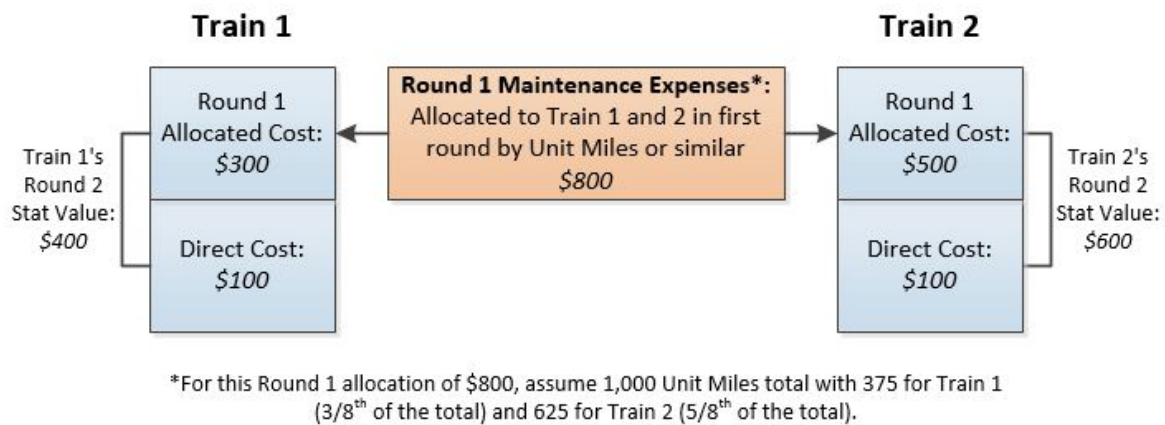 Train 1
Train 2
Round 1
Allocated Cost:
$300
Round 1 Maintenance Expenses*:
Allocated to Train 1 and 2 in first
round by Unit Miles or similar
$800
Round 1
Allocated Cost:
$500
Train 1's
Round 2
Stat Value:
$400
Direct Cost:
$100
Direct Cost:
$100
Train 2's
Round 2
Stat Value:
$600
*For this Round 1 allocation of $800, assume 1,000 Unit Miles total with 375 for Train 1
(3/8th of the total) and 625 for Train 2 (5/8th of the total).